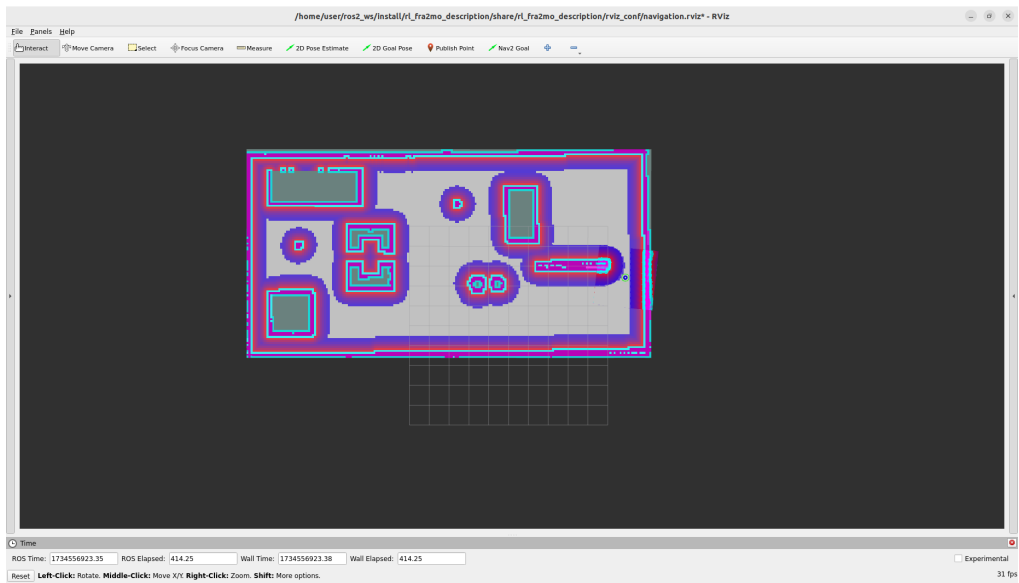 /home/user/ros2_ws/install/rl_fra2mo_description/share/rl_fra2mo_description/rviz_conf/navigation.rviz* - RViz
File Panels Help
Interact Move Camera Select Focus Camera Measure 2D Pose Estimate 2D Goal Pose Publish Point Nav2 Goal
Time
ROS Time: 1734556923.35 ROS Elapsed: 414.25 Wall Time: 1734556923.38 Wall Elapsed: 414.25 Experimental
Reset Left-Click: Rotate. Middle-Click: Move X/Y. Right-Click: Zoom. Shift: More options. 31 fps